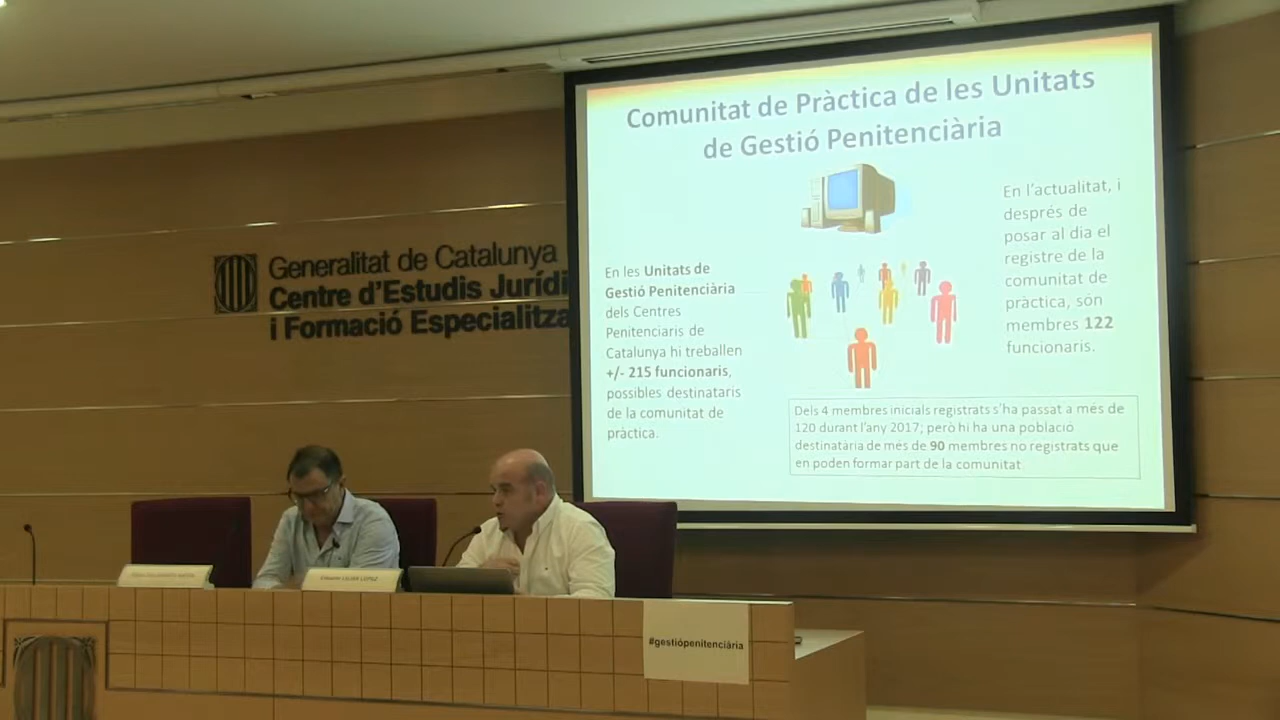 Comunitat de Pràctica de les Unitats
de Gestió Penitenciària
En l'actualitat, i
després de
posar al dia el
registre de la
comunitat de
pràctica, són
membres 122
funcionaris.
En les Unitats de
Gestió Penitenciària
dels Centres
Penitenciaris de
Catalunya hi treballen
+/- 215 funcionaris,
possibles destinataris
de la comunitat de
pràctica.
Dels 4 membres inicials registrats s'ha passat a més de
120 durant l'any 2017; però hi ha una població
destinatària de més de 90 membres no registrats que
en poden formar part de la comunitat
Generalitat de Catalunya
Centre d'Estudis Jurídi
i Formació Especialitza
LÓPEZ
#gestiópenitenciària